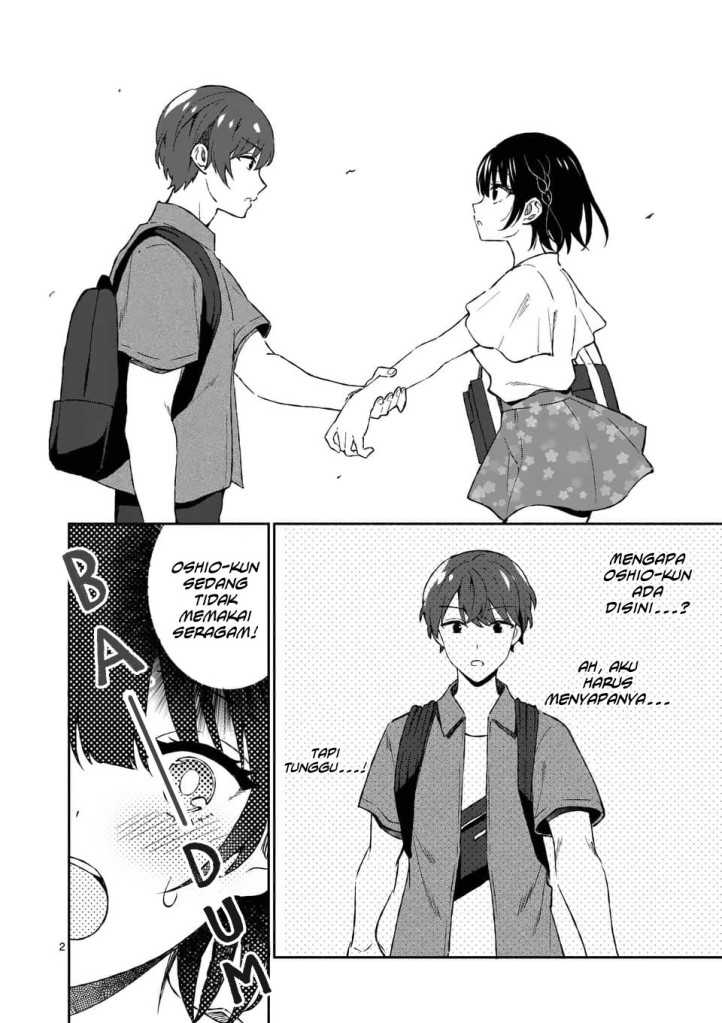 MENGAPA
OSHIO-KUN
ADA
DISINI...?
AH, AKU
HARUS
MENYAPANYA...
TAPI
TUNGGU...!
OSHIO-KUN
SEDANG
TIDAK
MEMAKAI
SERAGAM!
BA—DUM
2